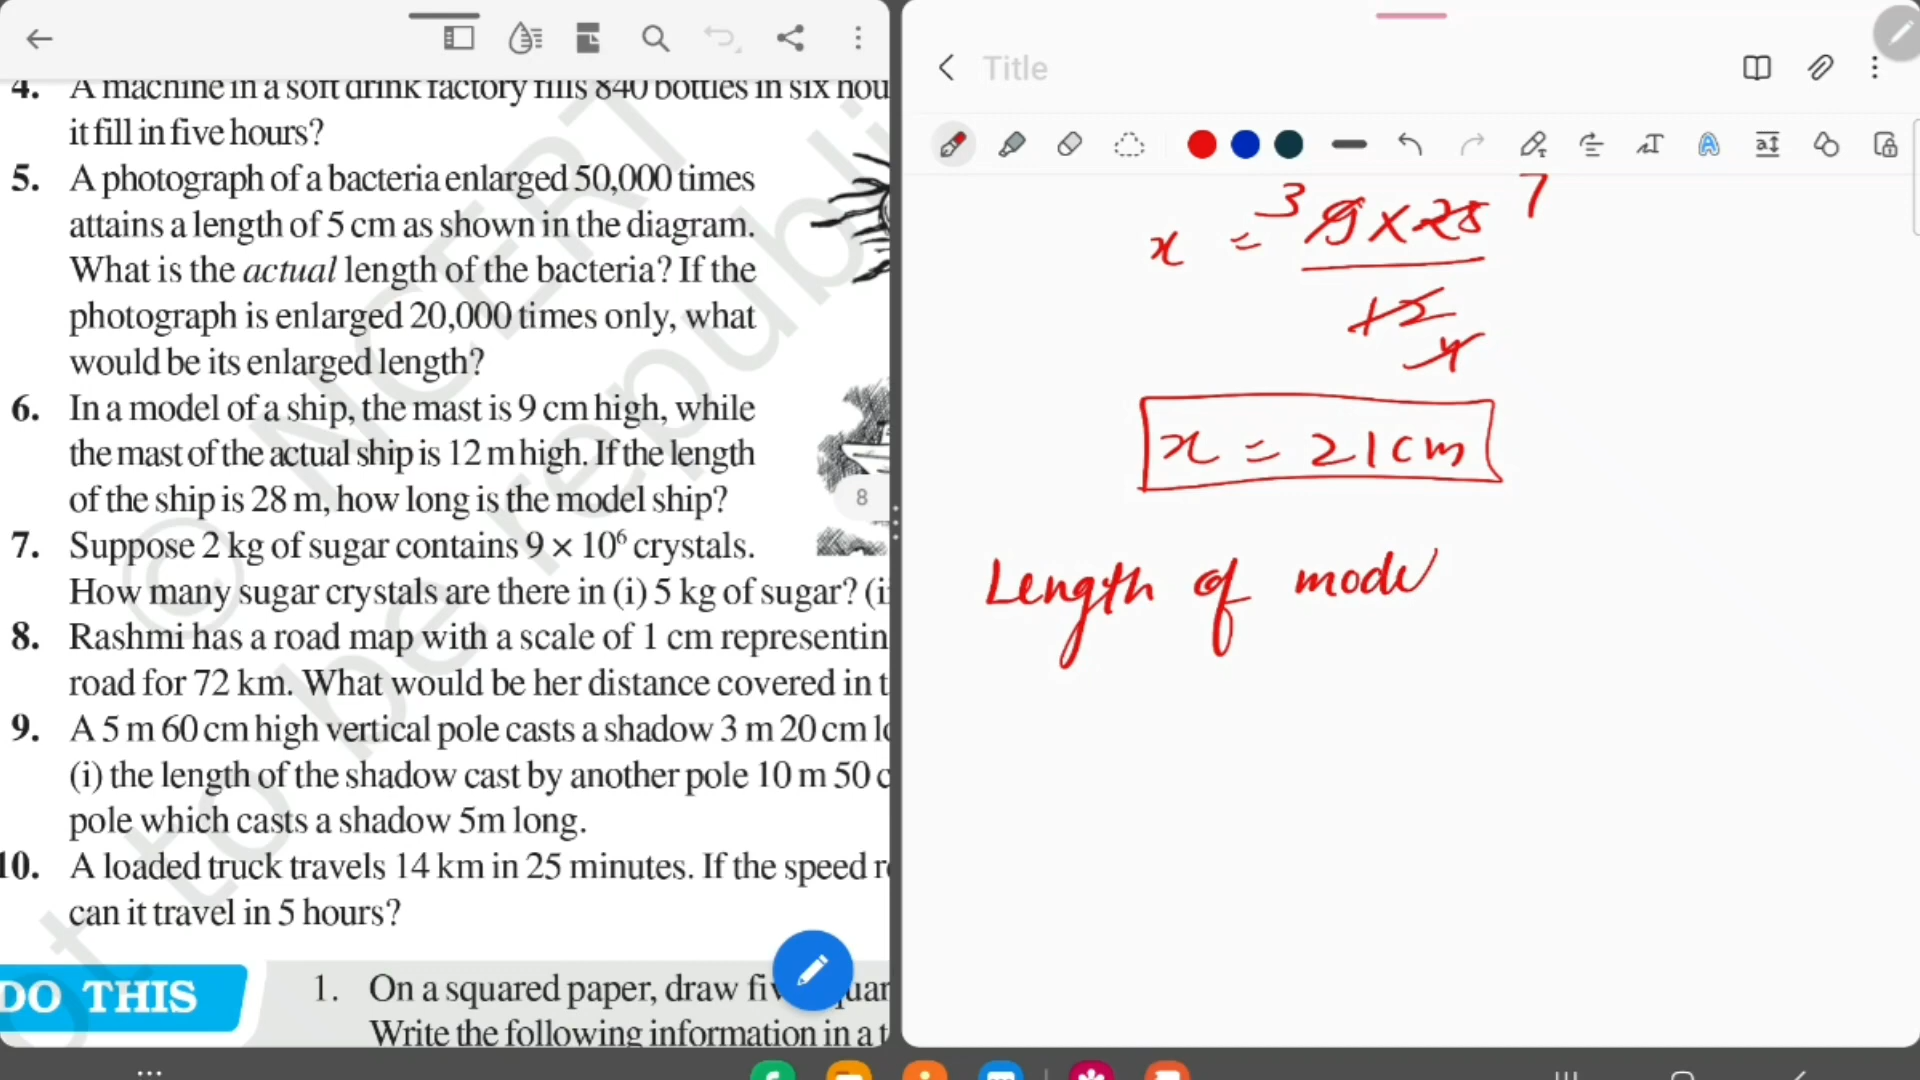 Title
4. A machine in a soft drink factory fills 840 bottles in six hou
it fill in five hours?
5. A photograph of a bacteria enlarged 50,000 times
attains a length of 5 cm as shown in the diagram.
What is the actual length of the bacteria? If the
photograph is enlarged 20,000 times only, what
would be its enlarged length?
6. In a model of a ship, the mast is 9 cm high, while
the mast of the actual ship is 12 m high. If the length
of the ship is 28 m, how long is the model ship?
8
7. Suppose 2 kg of sugar contains 9 × 10⁶ crystals.
How many sugar crystals are there in (i) 5 kg of sugar? (i
8. Rashmi has a road map with a scale of 1 cm representin
road for 72 km. What would be her distance covered in t
9. A 5 m 60 cm high vertical pole casts a shadow 3 m 20 cm lo
(i) the length of the shadow cast by another pole 10 m 50 c
pole which casts a shadow 5m long.
10. A loaded truck travels 14 km in 25 minutes. If the speed r
can it travel in 5 hours?
DO THIS
1. On a squared paper, draw fiv uar
Write the following information in a t
© NCERT
not to be republi
x = 3 9 × 28 7
12
4
x = 21cm
Length of mode